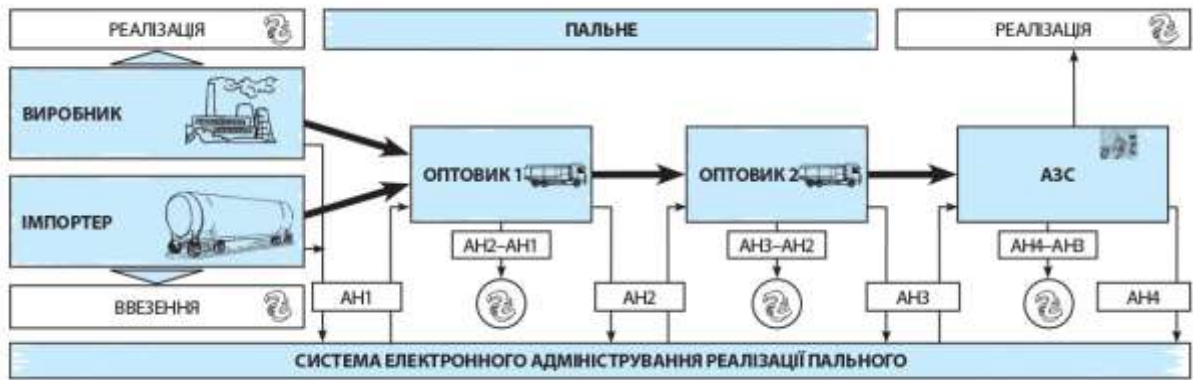 РЕАЛІЗАЦІЯ
ПАЛЬНЕ
РЕАЛІЗАЦІЯ
ВИРОБНИК
ІМПОРТЕР
ОПТОВИК 1
ОПТОВИК 2
АЗС
АН2–АН1
АН3–АН2
АН4–АН3
ВВЕЗЕННЯ
АН1
АН2
АН3
АН4
СИСТЕМА ЕЛЕКТРОННОГО АДМІНІСТРУВАННЯ РЕАЛІЗАЦІЇ ПАЛЬНОГО